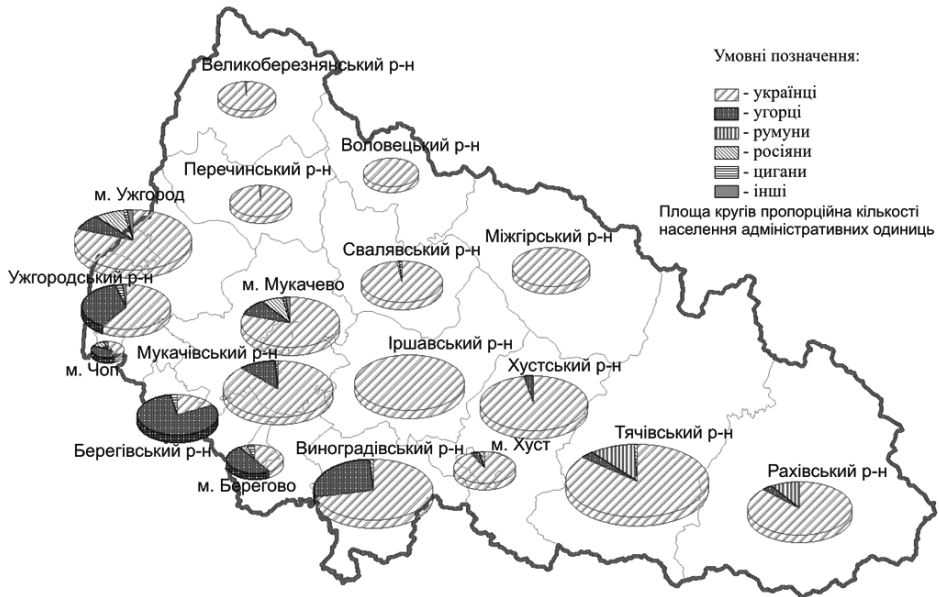 Великоберезнянський р-н
Умовні позначення:
- українці
- угорці
- румуни
- росіяни
- цигани
- інші
Площа кругів пропорційна кількості
населення адміністративних одиниць
Воловецький р-н
Перечинський р-н
м. Ужгород
Свалявський р-н
Міжгірський р-н
Ужгородський р-н
м. Мукачево
Іршавський р-н
Мукачівський р-н
м. Чоп
Хустський р-н
Тячівський р-н
Берегівський р-н
Виноградівський р-н
м. Хуст
Рахівський р-н
м. Берегово